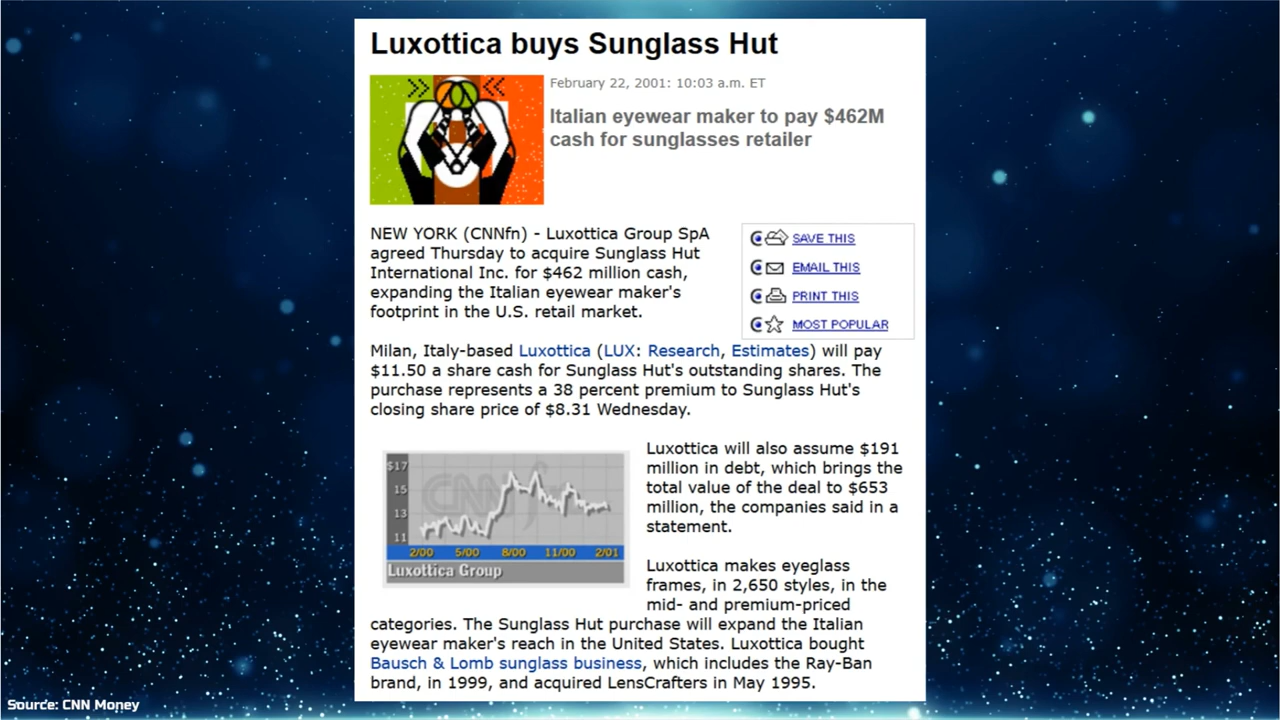 Luxottica buys Sunglass Hut
February 22, 2001: 10:03 a.m. ET
Italian eyewear maker to pay $462M
cash for sunglasses retailer
NEW YORK (CNNfn) - Luxottica Group SpA
agreed Thursday to acquire Sunglass Hut
International Inc. for $462 million cash,
expanding the Italian eyewear maker's
footprint in the U.S. retail market.
SAVE THIS
EMAIL THIS
PRINT THIS
MOST POPULAR
Milan, Italy-based Luxottica (LUX: Research, Estimates) will pay
$11.50 a share cash for Sunglass Hut's outstanding shares. The
purchase represents a 38 percent premium to Sunglass Hut's
closing share price of $8.31 Wednesday.
$17
15
13
11
CNNfn
2/00 5/00 8/00 11/00 2/01
Luxottica Group
Luxottica will also assume $191
million in debt, which brings the
total value of the deal to $653
million, the companies said in a
statement.
Luxottica makes eyeglass
frames, in 2,650 styles, in the
mid- and premium-priced
categories. The Sunglass Hut purchase will expand the Italian
eyewear maker's reach in the United States. Luxottica bought
Bausch & Lomb sunglass business, which includes the Ray-Ban
brand, in 1999, and acquired LensCrafters in May 1995.
Source: CNN Money